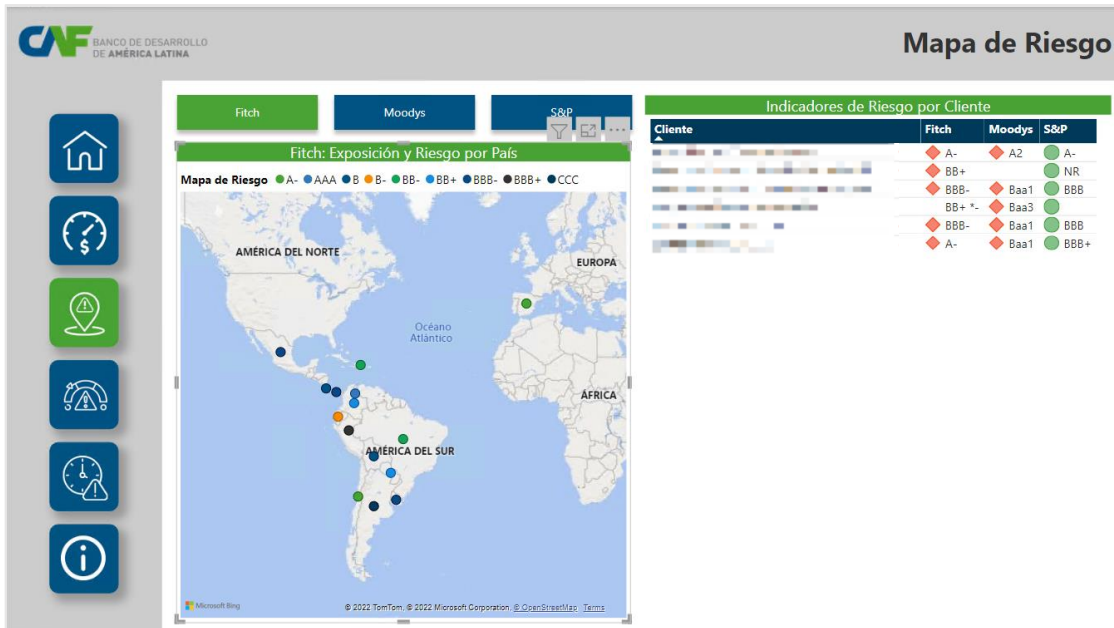 CAF
BANCO DE DESARROLLO
DE AMÉRICA LATINA
Mapa de Riesgo
Fitch
Moodys
S&P
Fitch: Exposición y Riesgo por País
Mapa de Riesgo A- AAA B B- BB- BB+ BBB- BBB+ CCC
AMÉRICA DEL NORTE
EUROPA
Océano
Atlántico
ÁFRICA
AMÉRICA DEL SUR
Microsoft Bing
© 2022 TomTom, © 2022 Microsoft Corporation, © OpenStreetMap Terms
Indicadores de Riesgo por Cliente
Cliente Fitch Moodys S&P
A- A2 A-
BB+ NR
BBB- Baa1 BBB
BB+ *- Baa3
BBB- Baa1 BBB
A- Baa1 BBB+